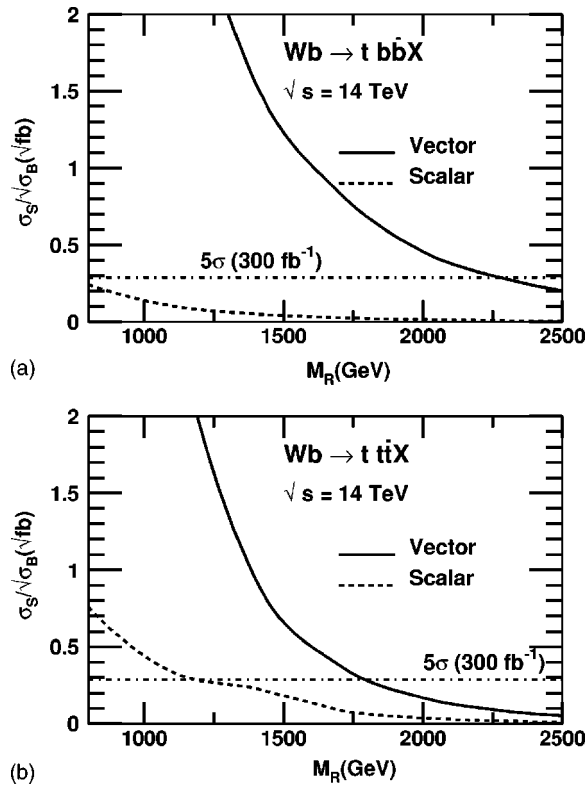 2
Wb → t bb̄X
√ s = 14 TeV
1.5
Vector
Scalar
1
σS/√σB(√fb)
0.5
5σ (300 fb⁻¹)
0
1000 1500 2000 2500
(a)
MR(GeV)
2
Wb → t tt̄X
√ s = 14 TeV
1.5
Vector
Scalar
1
σS/√σB(√fb)
0.5
5σ (300 fb⁻¹)
0
1000 1500 2000 2500
(b)
MR(GeV)